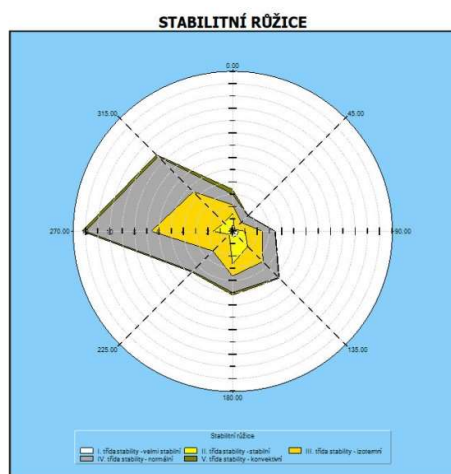 STABILITNÍ RŮŽICE
0.00
315.00
45.00
270.00
90.00
225.00
135.00
180.00
Stabilitní růžice
I. třída stability - velmi stabilní
II. třída stability - stabilní
III. třída stability - izotermní
IV. třída stability - normální
V. třída stability - konvektivní